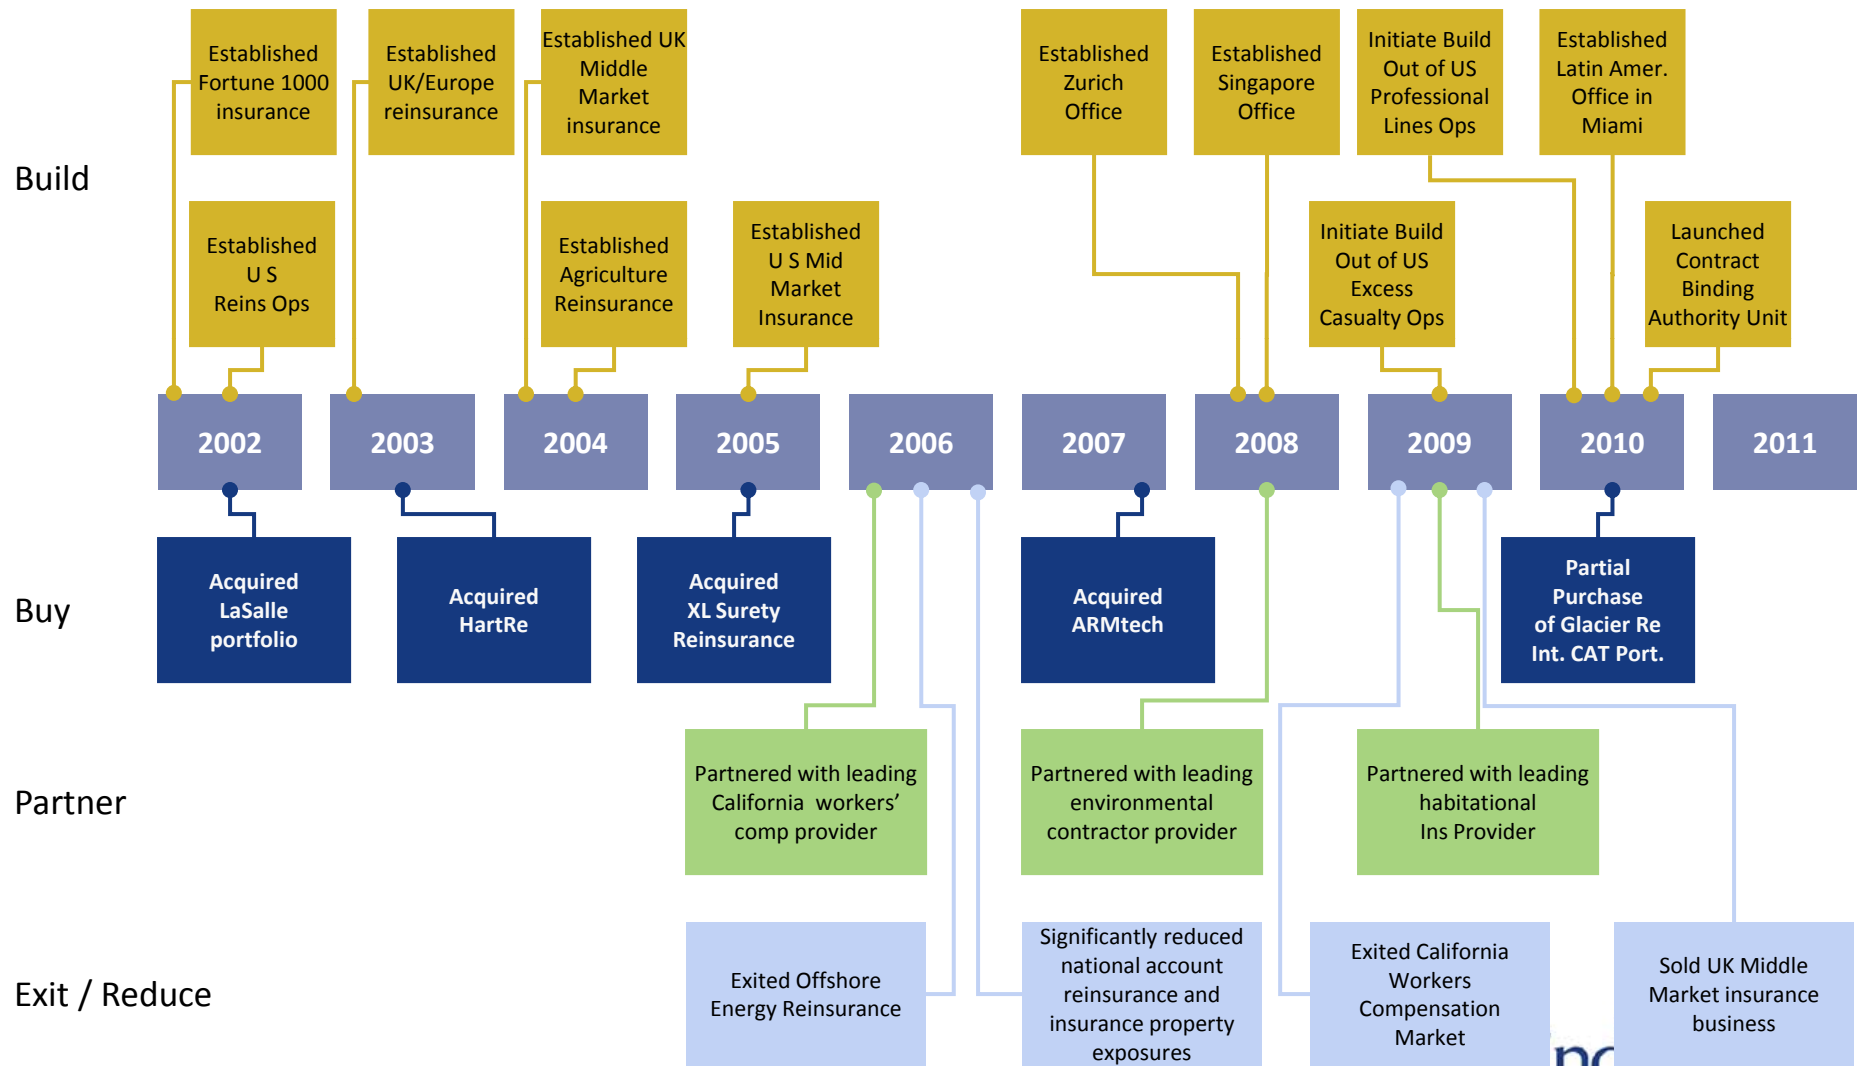 Established
Fortune 1000
insurance
Established
UK/Europe
reinsurance
Established UK
Middle
Market
insurance
Established
Zurich
Office
Established
Singapore
Office
Initiate Build
Out of US
Professional
Lines Ops
Established
Latin Amer.
Office in
Miami
Build
Established
U S
Reins Ops
Established
Agriculture
Reinsurance
Established
U S Mid
Market
Insurance
Initiate Build
Out of US
Excess
Casualty Ops
Launched
Contract
Binding
Authority Unit
2002
2003
2004
2005
2006
2007
2008
2009
2010
2011
Buy
Acquired
LaSalle
portfolio
Acquired
HartRe
Acquired
XL Surety
Reinsurance
Acquired
ARMtech
Partial
Purchase
of Glacier Re
Int. CAT Port.
Partner
Partnered with leading
California workers’
comp provider
Partnered with leading
environmental
contractor provider
Partnered with leading
habitational
Ins Provider
Exit / Reduce
Exited Offshore
Energy Reinsurance
Significantly reduced
national account
reinsurance and
insurance property
exposures
Exited California
Workers
Compensation
Market
Sold UK Middle
Market insurance
business